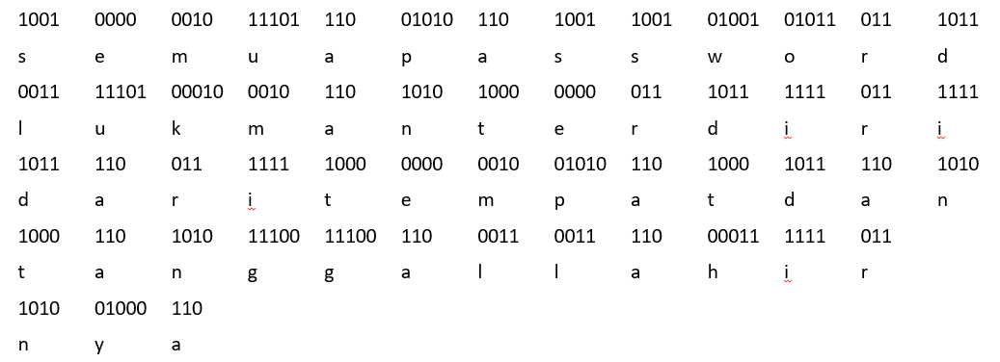 1001 0000 0010 11101 110 01010 110 1001 1001 01001 01011 011 1011
s e m u a p a s s w o r d
0011 11101 00010 0010 110 1010 1000 0000 011 1011 1111 011 1111
l u k m a n t e r d i r i
1011 110 011 1111 1000 0000 0010 01010 110 1000 1011 110 1010
d a r i t e m p a t d a n
1000 110 1010 11100 11100 110 0011 0011 110 00011 1111 011
t a n g g a l l a h i r
1010 01000 110
n y a